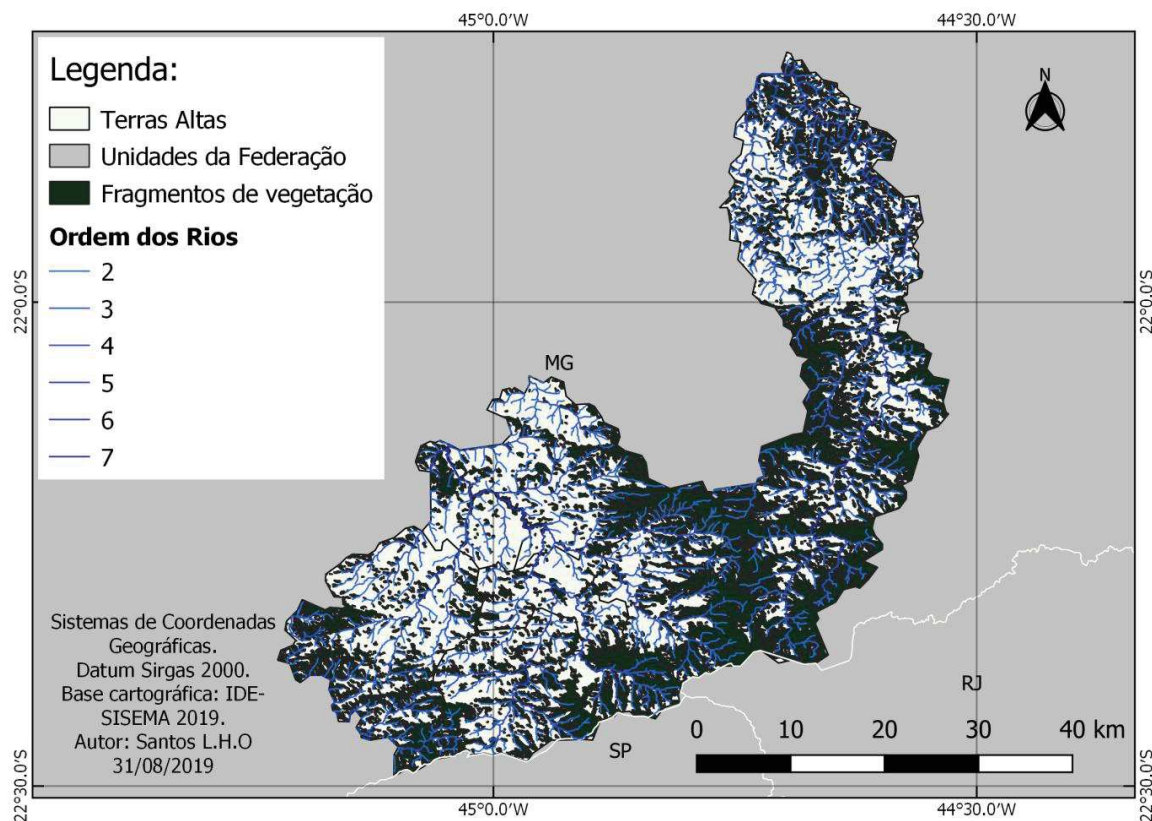 45°0.0'W
44°30.0'W
Legenda:
Terras Altas
Unidades da Federação
Fragmentos de vegetação
Ordem dos Rios
2
3
4
5
6
7
N
22°0.0'S
22°0.0'S
MG
Sistemas de Coordenadas
Geográficas.
Datum Sirgas 2000.
Base cartográfica: IDE-
SISEMA 2019.
Autor: Santos L.H.O
31/08/2019
RJ
SP
0 10 20 30 40 km
22°30.0'S
22°30.0'S
45°0.0'W
44°30.0'W